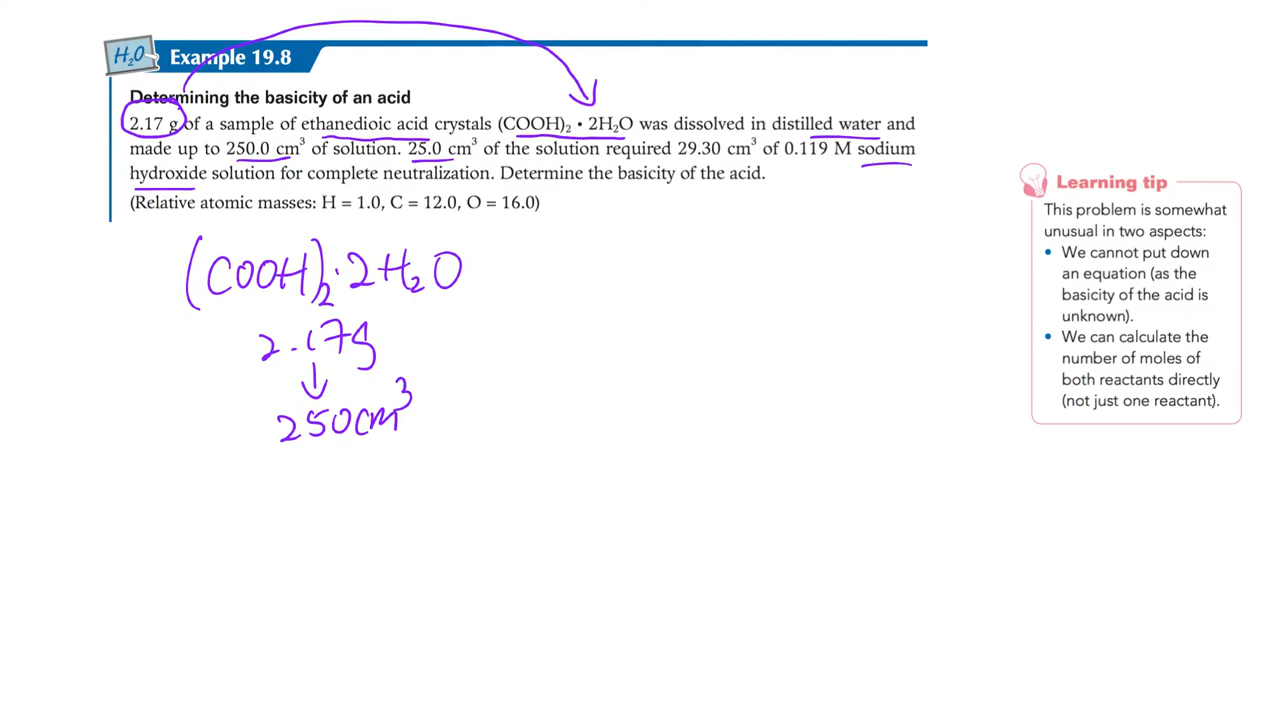 H₂O Example 19.8
Determining the basicity of an acid
2.17 g of a sample of ethanedioic acid crystals (COOH)₂ • 2H₂O was dissolved in distilled water and
made up to 250.0 cm³ of solution. 25.0 cm³ of the solution required 29.30 cm³ of 0.119 M sodium
hydroxide solution for complete neutralization. Determine the basicity of the acid.
(Relative atomic masses: H = 1.0, C = 12.0, O = 16.0)
(COOH)₂·2H₂O
2.17g
↓
250cm³
Learning tip
This problem is somewhat
unusual in two aspects:
• We cannot put down
an equation (as the
basicity of the acid is
unknown).
• We can calculate the
number of moles of
both reactants directly
(not just one reactant).